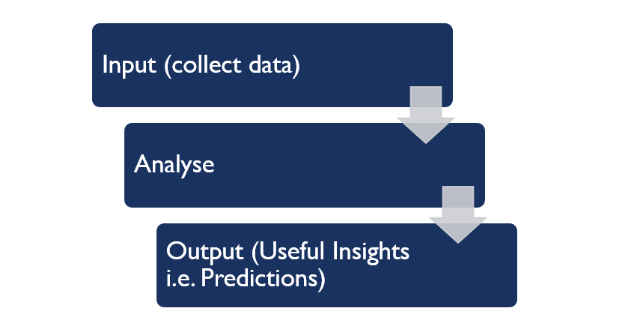 Input (collect data)
Analyse
Output (Useful Insights
i.e. Predictions)